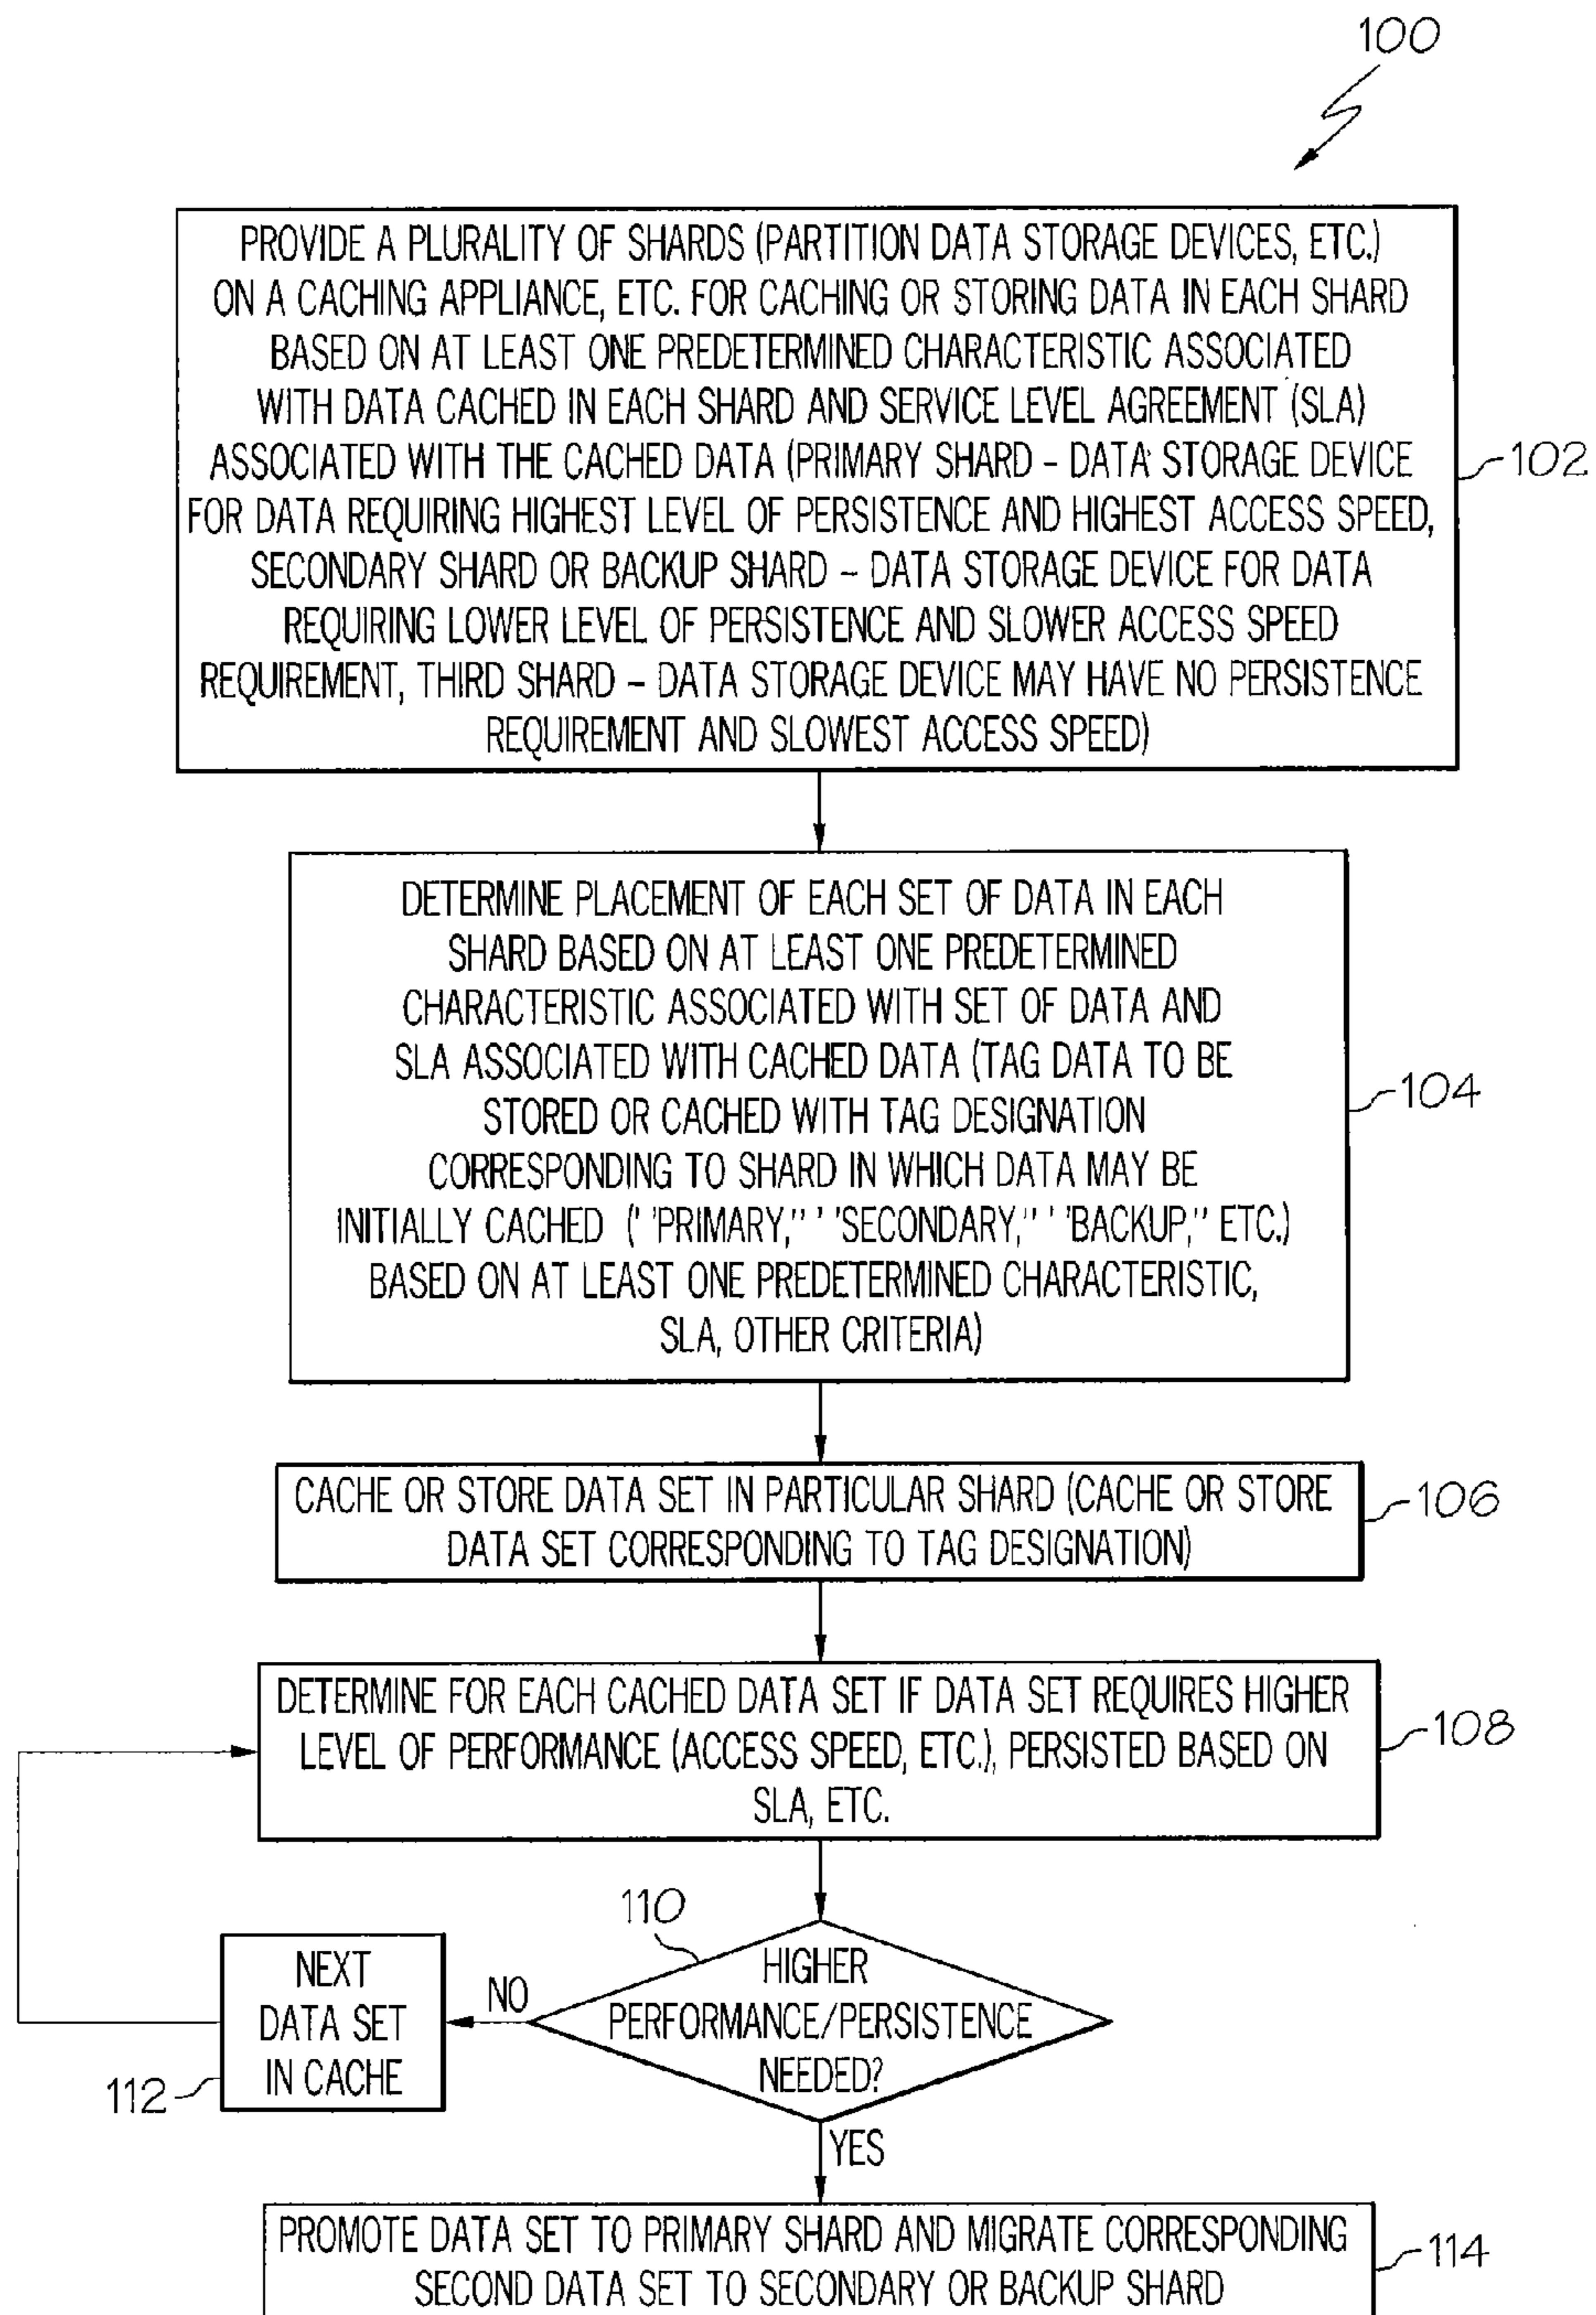 100
PROVIDE A PLURALITY OF SHARDS (PARTITION DATA STORAGE DEVICES, ETC.)
ON A CACHING APPLIANCE, ETC. FOR CACHING OR STORING DATA IN EACH SHARD
BASED ON AT LEAST ONE PREDETERMINED CHARACTERISTIC ASSOCIATED
WITH DATA CACHED IN EACH SHARD AND SERVICE LEVEL AGREEMENT (SLA)
ASSOCIATED WITH THE CACHED DATA (PRIMARY SHARD – DATA STORAGE DEVICE
FOR DATA REQUIRING HIGHEST LEVEL OF PERSISTENCE AND HIGHEST ACCESS SPEED,
SECONDARY SHARD OR BACKUP SHARD – DATA STORAGE DEVICE FOR DATA
REQUIRING LOWER LEVEL OF PERSISTENCE AND SLOWER ACCESS SPEED
REQUIREMENT, THIRD SHARD – DATA STORAGE DEVICE MAY HAVE NO PERSISTENCE
REQUIREMENT AND SLOWEST ACCESS SPEED)
102
DETERMINE PLACEMENT OF EACH SET OF DATA IN EACH
SHARD BASED ON AT LEAST ONE PREDETERMINED
CHARACTERISTIC ASSOCIATED WITH SET OF DATA AND
SLA ASSOCIATED WITH CACHED DATA (TAG DATA TO BE
STORED OR CACHED WITH TAG DESIGNATION
CORRESPONDING TO SHARD IN WHICH DATA MAY BE
INITIALLY CACHED (' 'PRIMARY,'' ' 'SECONDARY,'' ' 'BACKUP,'' ETC.)
BASED ON AT LEAST ONE PREDETERMINED CHARACTERISTIC,
SLA, OTHER CRITERIA)
104
CACHE OR STORE DATA SET IN PARTICULAR SHARD (CACHE OR STORE
DATA SET CORRESPONDING TO TAG DESIGNATION)
106
DETERMINE FOR EACH CACHED DATA SET IF DATA SET REQUIRES HIGHER
LEVEL OF PERFORMANCE (ACCESS SPEED, ETC.), PERSISTED BASED ON
SLA, ETC.
108
110
HIGHER
PERFORMANCE/PERSISTENCE
NEEDED?
NO
NEXT
DATA SET
IN CACHE
112
YES
PROMOTE DATA SET TO PRIMARY SHARD AND MIGRATE CORRESPONDING
SECOND DATA SET TO SECONDARY OR BACKUP SHARD
114